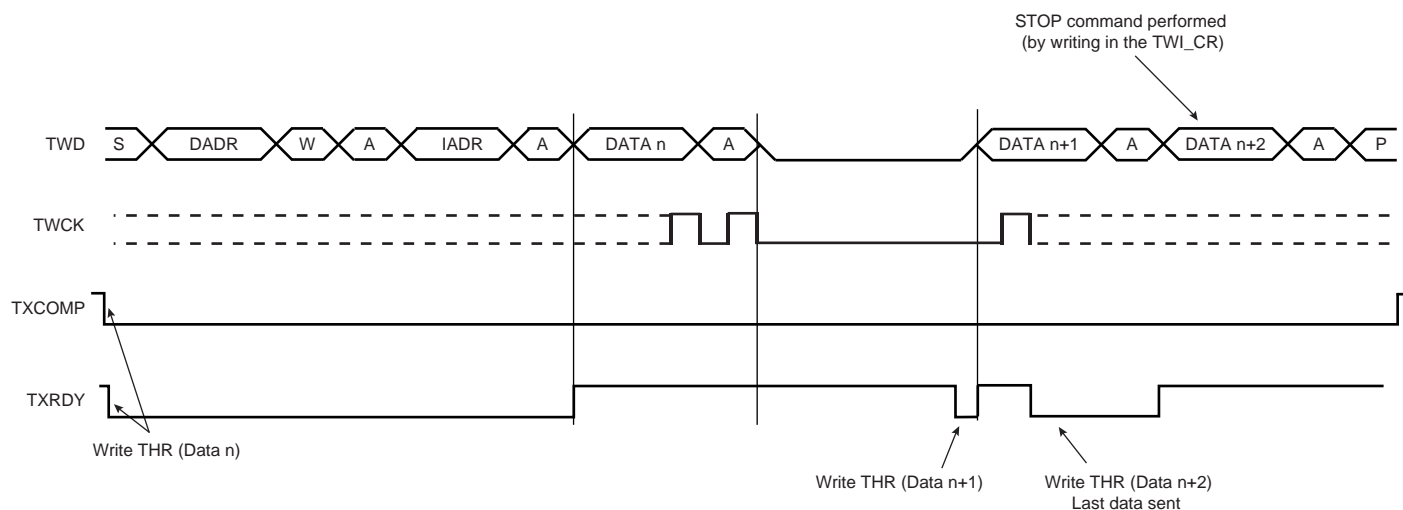 STOP command performed
(by writing in the TWI_CR)
TWD S DADR W A IADR A DATA n A DATA n+1 A DATA n+2 A P
TWCK
TXCOMP
TXRDY
Write THR (Data n)
Write THR (Data n+1) Write THR (Data n+2)
Last data sent